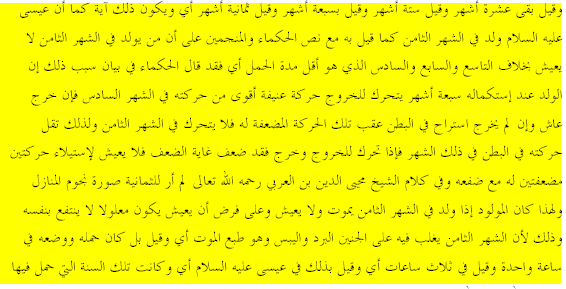 وقيل بقى عشرة أشهر وقيل ستة أشهر وقيل بسبعة أشهر وقيل ثمانية أشهر أي ويكون ذلك آية كما أن عيسى
عليه السلام ولد في الشهر الثامن كما قيل به مع نص الحكماء والمنجمين على أن من يولد في الشهر الثامن لا
يعيش بخلاف التاسع والسابع والسادس الذي هو أقل مدة الحمل أي فقد قال الحكماء في بيان سبب ذلك إن
الولد عند إستكماله سبعة أشهر يتحرك للخروج حركة عنيفة أقوى من حركته في الشهر السادس فإن خرج
عاش وإن لم يخرج استراح في البطن عقب تلك الحركة المضعفة له فلا يتحرك في الشهر الثامن ولذلك تقل
حركته في البطن في ذلك الشهر فإذا تحرك للخروج وخرج فقد ضعف غاية الضعف فلا يعيش لإستيلاء حركتين
مضعفتين له مع ضفعه وفي كلام الشيخ محيى الدين بن العربي رحمه الله تعالى لم أر للثمانية صورة نجوم المنازل
ولهذا كان المولود إذا ولد في الشهر الثامن يموت ولا يعيش وعلى فرض أن يعيش يكون معلولا لا ينتفع بنفسه
وذلك لأن الشهر الثامن يغلب فيه على الجنين البرد واليبس وهو طبع الموت أي وقيل بل كان حمله ووضعه في
ساعة واحدة وقيل في ثلاث ساعات أي وقيل بذلك في عيسى عليه السلام أي وكانت تلك السنة التي حمل فيها